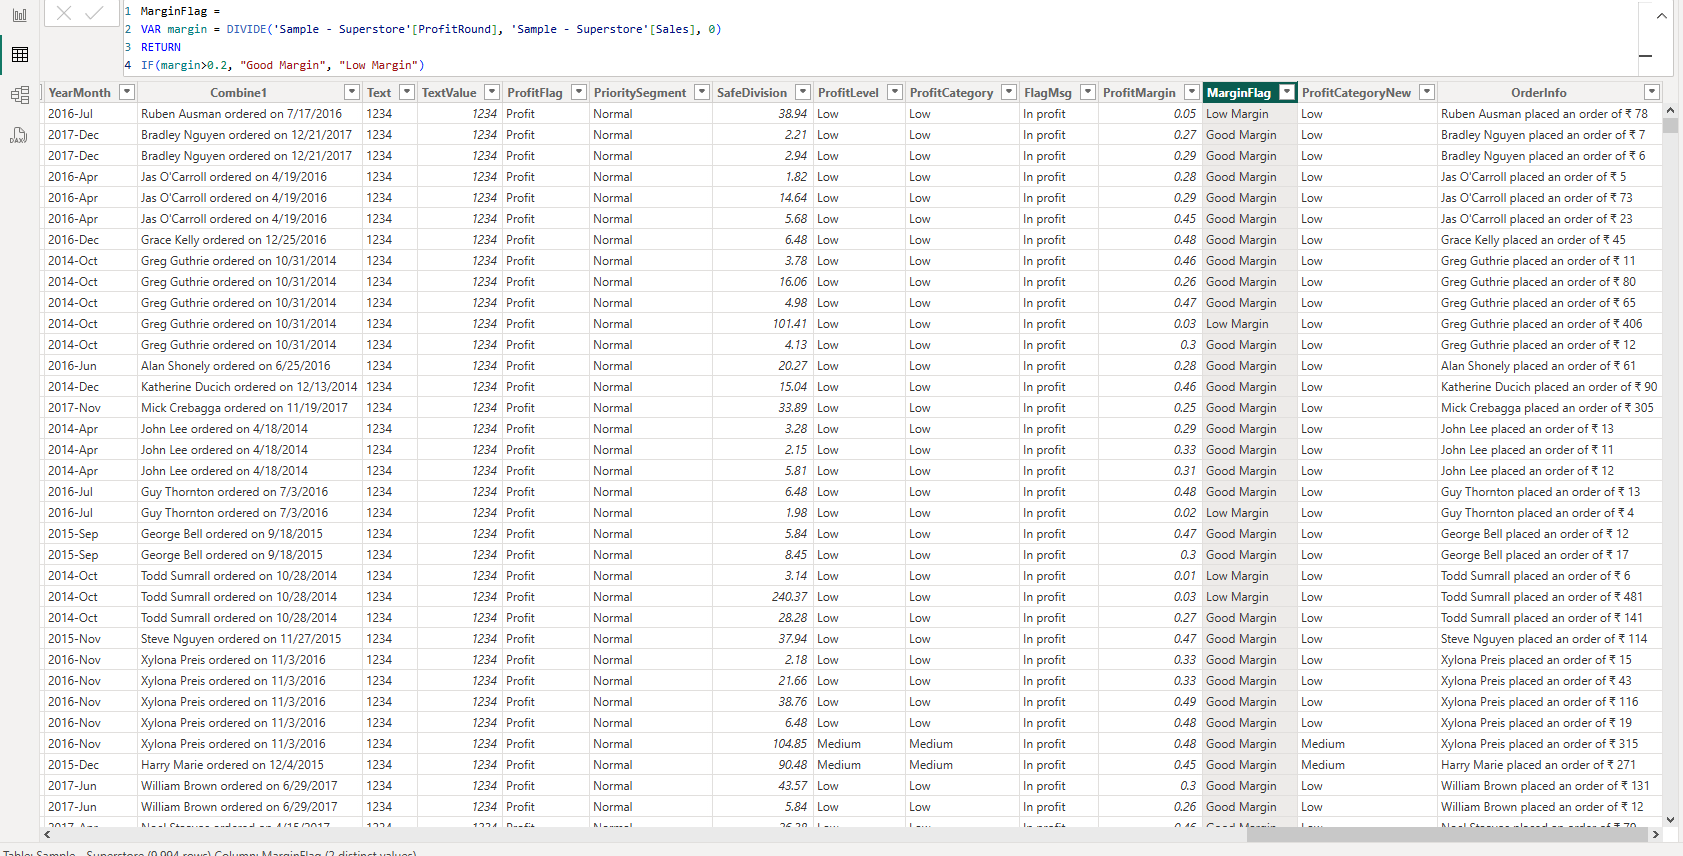 1 MarginFlag =
2 VAR margin = DIVIDE('Sample - Superstore'[ProfitRound], 'Sample - Superstore'[Sales], 0)
3 RETURN
4 IF(margin>0.2, "Good Margin", "Low Margin")
DAX
YearMonth Combine1 Text TextValue ProfitFlag PrioritySegment SafeDivision ProfitLevel ProfitCategory FlagMsg ProfitMargin MarginFlag ProfitCategoryNew OrderInfo
2016-Jul Ruben Ausman ordered on 7/17/2016 1234 1234 Profit Normal 38.94 Low Low In profit 0.05 Low Margin Low Ruben Ausman placed an order of ₹ 78
2017-Dec Bradley Nguyen ordered on 12/21/2017 1234 1234 Profit Normal 2.21 Low Low In profit 0.27 Good Margin Low Bradley Nguyen placed an order of ₹ 7
2017-Dec Bradley Nguyen ordered on 12/21/2017 1234 1234 Profit Normal 2.94 Low Low In profit 0.29 Good Margin Low Bradley Nguyen placed an order of ₹ 6
2016-Apr Jas O'Carroll ordered on 4/19/2016 1234 1234 Profit Normal 1.82 Low Low In profit 0.28 Good Margin Low Jas O'Carroll placed an order of ₹ 5
2016-Apr Jas O'Carroll ordered on 4/19/2016 1234 1234 Profit Normal 14.64 Low Low In profit 0.29 Good Margin Low Jas O'Carroll placed an order of ₹ 73
2016-Apr Jas O'Carroll ordered on 4/19/2016 1234 1234 Profit Normal 5.68 Low Low In profit 0.45 Good Margin Low Jas O'Carroll placed an order of ₹ 23
2016-Dec Grace Kelly ordered on 12/25/2016 1234 1234 Profit Normal 6.48 Low Low In profit 0.48 Good Margin Low Grace Kelly placed an order of ₹ 45
2014-Oct Greg Guthrie ordered on 10/31/2014 1234 1234 Profit Normal 3.78 Low Low In profit 0.46 Good Margin Low Greg Guthrie placed an order of ₹ 11
2014-Oct Greg Guthrie ordered on 10/31/2014 1234 1234 Profit Normal 16.06 Low Low In profit 0.26 Good Margin Low Greg Guthrie placed an order of ₹ 80
2014-Oct Greg Guthrie ordered on 10/31/2014 1234 1234 Profit Normal 4.98 Low Low In profit 0.47 Good Margin Low Greg Guthrie placed an order of ₹ 65
2014-Oct Greg Guthrie ordered on 10/31/2014 1234 1234 Profit Normal 101.41 Low Low In profit 0.03 Low Margin Low Greg Guthrie placed an order of ₹ 406
2014-Oct Greg Guthrie ordered on 10/31/2014 1234 1234 Profit Normal 4.13 Low Low In profit 0.3 Good Margin Low Greg Guthrie placed an order of ₹ 12
2016-Jun Alan Shonely ordered on 6/25/2016 1234 1234 Profit Normal 20.27 Low Low In profit 0.28 Good Margin Low Alan Shonely placed an order of ₹ 61
2014-Dec Katherine Ducich ordered on 12/13/2014 1234 1234 Profit Normal 15.04 Low Low In profit 0.46 Good Margin Low Katherine Ducich placed an order of ₹ 90
2017-Nov Mick Crebagga ordered on 11/19/2017 1234 1234 Profit Normal 33.89 Low Low In profit 0.25 Good Margin Low Mick Crebagga placed an order of ₹ 305
2014-Apr John Lee ordered on 4/18/2014 1234 1234 Profit Normal 3.28 Low Low In profit 0.29 Good Margin Low John Lee placed an order of ₹ 13
2014-Apr John Lee ordered on 4/18/2014 1234 1234 Profit Normal 2.15 Low Low In profit 0.33 Good Margin Low John Lee placed an order of ₹ 11
2014-Apr John Lee ordered on 4/18/2014 1234 1234 Profit Normal 5.81 Low Low In profit 0.31 Good Margin Low John Lee placed an order of ₹ 12
2016-Jul Guy Thornton ordered on 7/3/2016 1234 1234 Profit Normal 6.48 Low Low In profit 0.48 Good Margin Low Guy Thornton placed an order of ₹ 13
2016-Jul Guy Thornton ordered on 7/3/2016 1234 1234 Profit Normal 1.98 Low Low In profit 0.02 Low Margin Low Guy Thornton placed an order of ₹ 4
2015-Sep George Bell ordered on 9/18/2015 1234 1234 Profit Normal 5.84 Low Low In profit 0.47 Good Margin Low George Bell placed an order of ₹ 12
2015-Sep George Bell ordered on 9/18/2015 1234 1234 Profit Normal 8.45 Low Low In profit 0.3 Good Margin Low George Bell placed an order of ₹ 17
2014-Oct Todd Sumrall ordered on 10/28/2014 1234 1234 Profit Normal 3.14 Low Low In profit 0.01 Low Margin Low Todd Sumrall placed an order of ₹ 6
2014-Oct Todd Sumrall ordered on 10/28/2014 1234 1234 Profit Normal 240.37 Low Low In profit 0.03 Low Margin Low Todd Sumrall placed an order of ₹ 481
2014-Oct Todd Sumrall ordered on 10/28/2014 1234 1234 Profit Normal 28.28 Low Low In profit 0.27 Good Margin Low Todd Sumrall placed an order of ₹ 141
2015-Nov Steve Nguyen ordered on 11/27/2015 1234 1234 Profit Normal 37.94 Low Low In profit 0.47 Good Margin Low Steve Nguyen placed an order of ₹ 114
2016-Nov Xylona Preis ordered on 11/3/2016 1234 1234 Profit Normal 2.18 Low Low In profit 0.33 Good Margin Low Xylona Preis placed an order of ₹ 15
2016-Nov Xylona Preis ordered on 11/3/2016 1234 1234 Profit Normal 21.66 Low Low In profit 0.33 Good Margin Low Xylona Preis placed an order of ₹ 43
2016-Nov Xylona Preis ordered on 11/3/2016 1234 1234 Profit Normal 38.76 Low Low In profit 0.49 Good Margin Low Xylona Preis placed an order of ₹ 116
2016-Nov Xylona Preis ordered on 11/3/2016 1234 1234 Profit Normal 6.48 Low Low In profit 0.48 Good Margin Low Xylona Preis placed an order of ₹ 19
2016-Nov Xylona Preis ordered on 11/3/2016 1234 1234 Profit Normal 104.85 Medium Medium In profit 0.48 Good Margin Medium Xylona Preis placed an order of ₹ 315
2015-Dec Harry Marie ordered on 12/4/2015 1234 1234 Profit Normal 90.48 Medium Medium In profit 0.45 Good Margin Medium Harry Marie placed an order of ₹ 271
2017-Jun William Brown ordered on 6/29/2017 1234 1234 Profit Normal 43.57 Low Low In profit 0.3 Good Margin Low William Brown placed an order of ₹ 131
2017-Jun William Brown ordered on 6/29/2017 1234 1234 Profit Normal 5.84 Low Low In profit 0.26 Good Margin Low William Brown placed an order of ₹ 12
Table: Sample - Superstore (9,994 rows) Column: MarginFlag (2 distinct values)